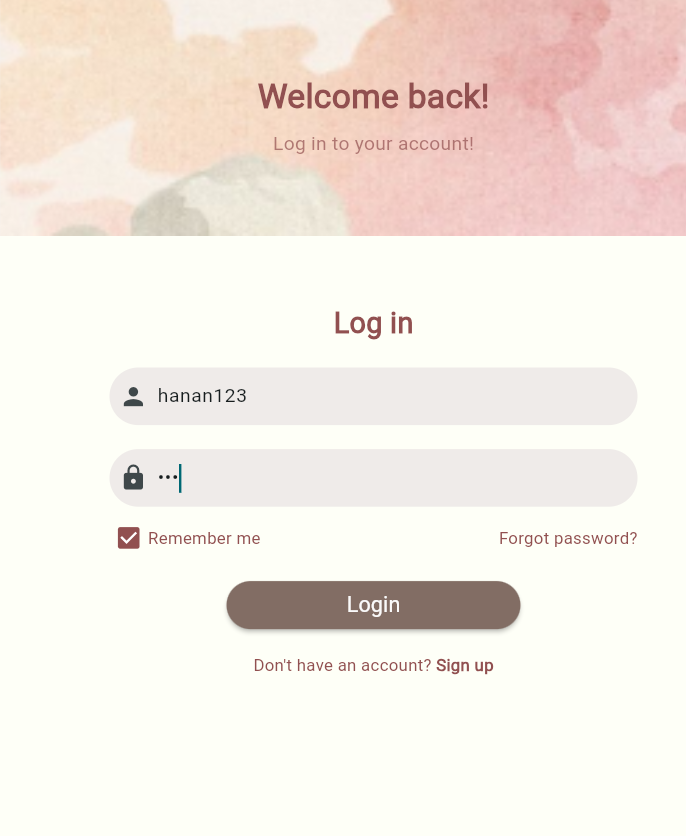 Welcome back!
Log in to your account!
Log in
hanan123
•••
Remember me Forgot password?
Login
Don't have an account? Sign up